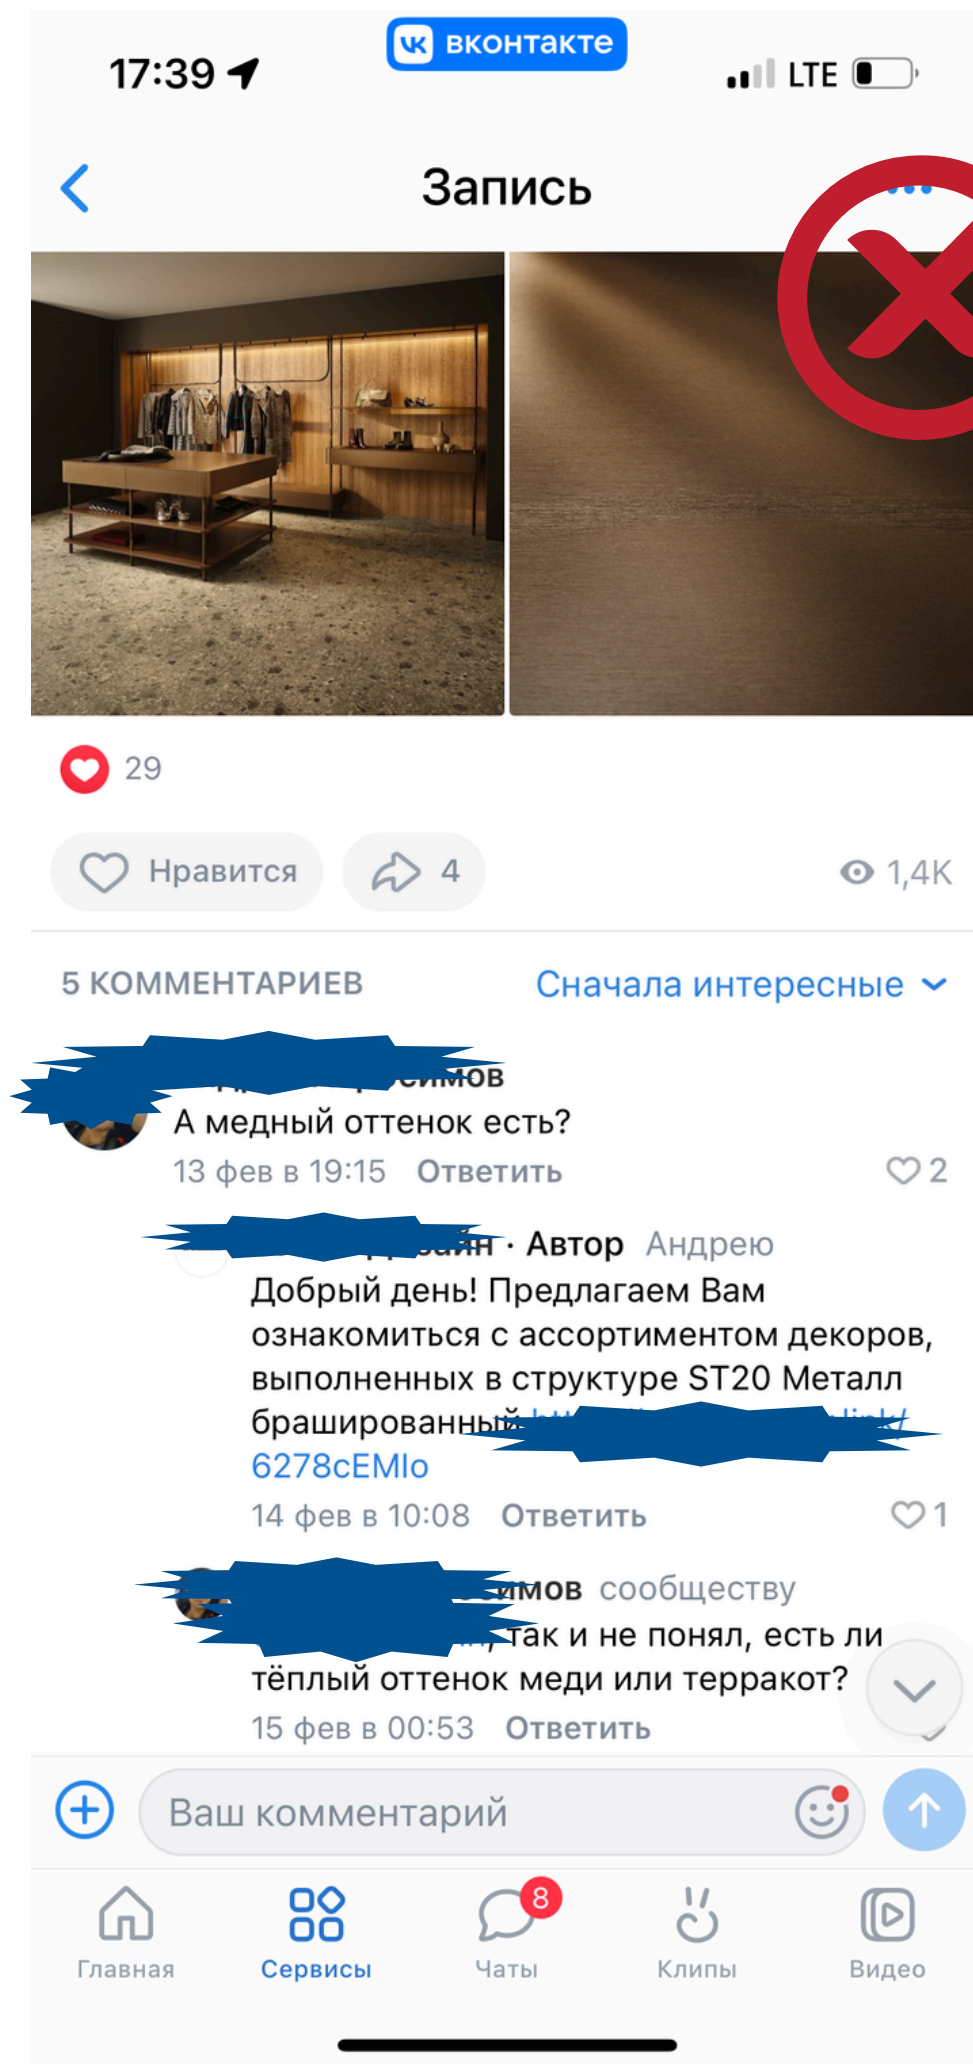 вконтакте
17:39
LTE
Запись
29
Нравится
4
1,4K
5 КОММЕНТАРИЕВ
Сначала интересные
А медный оттенок есть?
13 фев в 19:15 Ответить
2
· Автор Андрею
Добрый день! Предлагаем Вам
ознакомиться с ассортиментом декоров,
выполненных в структуре ST20 Металл
брашированный
6278cEMIo
14 фев в 10:08 Ответить
1
сообществу
так и не понял, есть ли
тёплый оттенок меди или терракот?
15 фев в 00:53 Ответить
Ваш комментарий
8
Главная
Сервисы
Чаты
Клипы
Видео